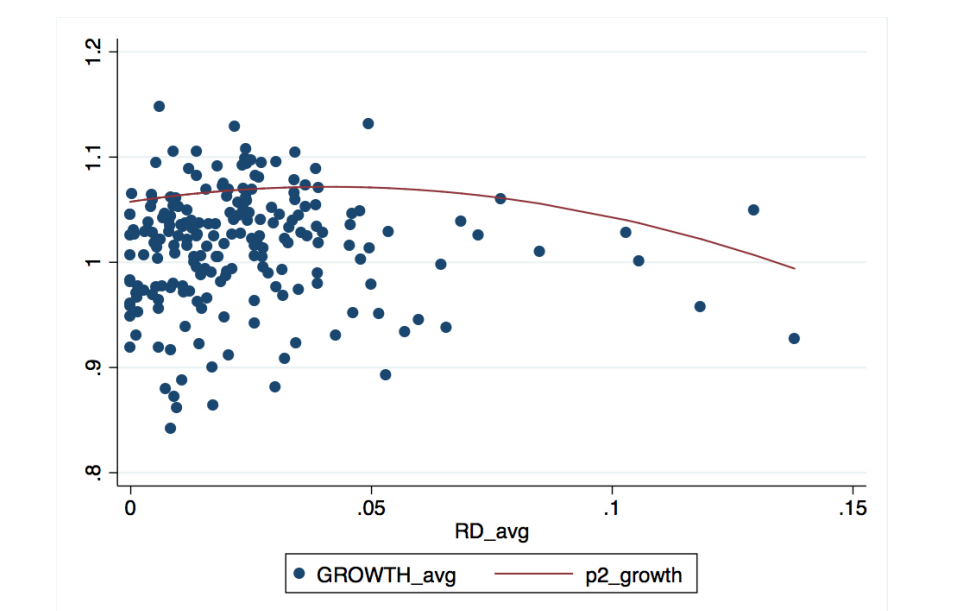 1.2
1.1
1
.9
.8
0 .05 .1 .15
RD_avg
GROWTH_avg p2_growth